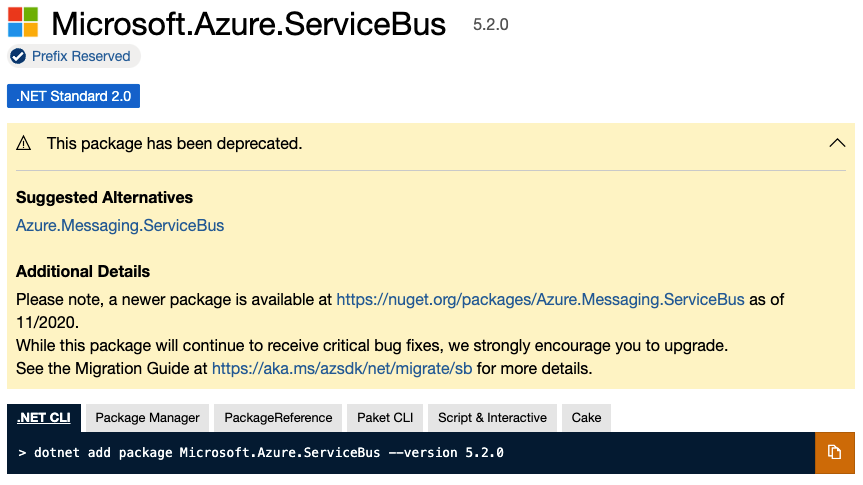 Microsoft.Azure.ServiceBus 5.2.0
Prefix Reserved
.NET Standard 2.0
This package has been deprecated.
Suggested Alternatives
Azure.Messaging.ServiceBus
Additional Details
Please note, a newer package is available at https://nuget.org/packages/Azure.Messaging.ServiceBus as of
11/2020.
While this package will continue to receive critical bug fixes, we strongly encourage you to upgrade.
See the Migration Guide at https://aka.ms/azsdk/net/migrate/sb for more details.
.NET CLI Package Manager PackageReference Paket CLI Script & Interactive Cake
> dotnet add package Microsoft.Azure.ServiceBus --version 5.2.0